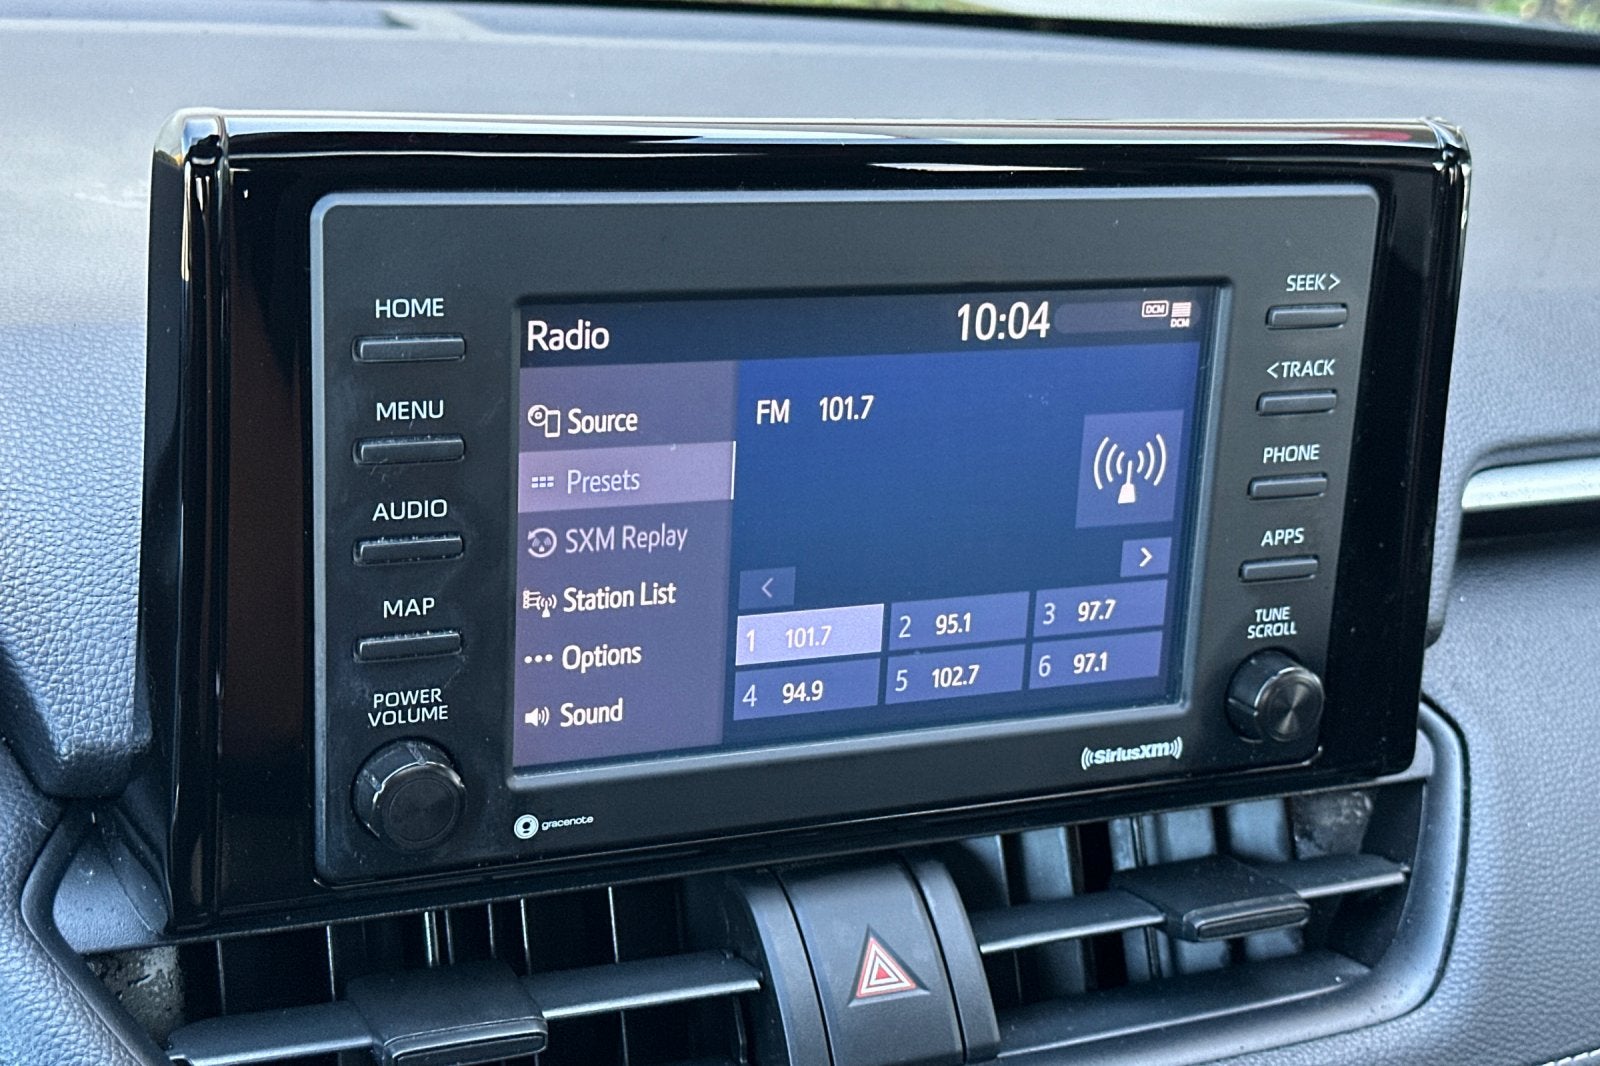 HOME
MENU
AUDIO
MAP
POWER
VOLUME
Radio
10:04
DCM
DCM
Source
Presets
SXM Replay
Station List
••• Options
Sound
FM 101.7
<
>
1 101.7
2 95.1
3 97.7
4 94.9
5 102.7
6 97.1
SEEK >
< TRACK
PHONE
APPS
TUNE
SCROLL
gracenote
((SiriusXM))